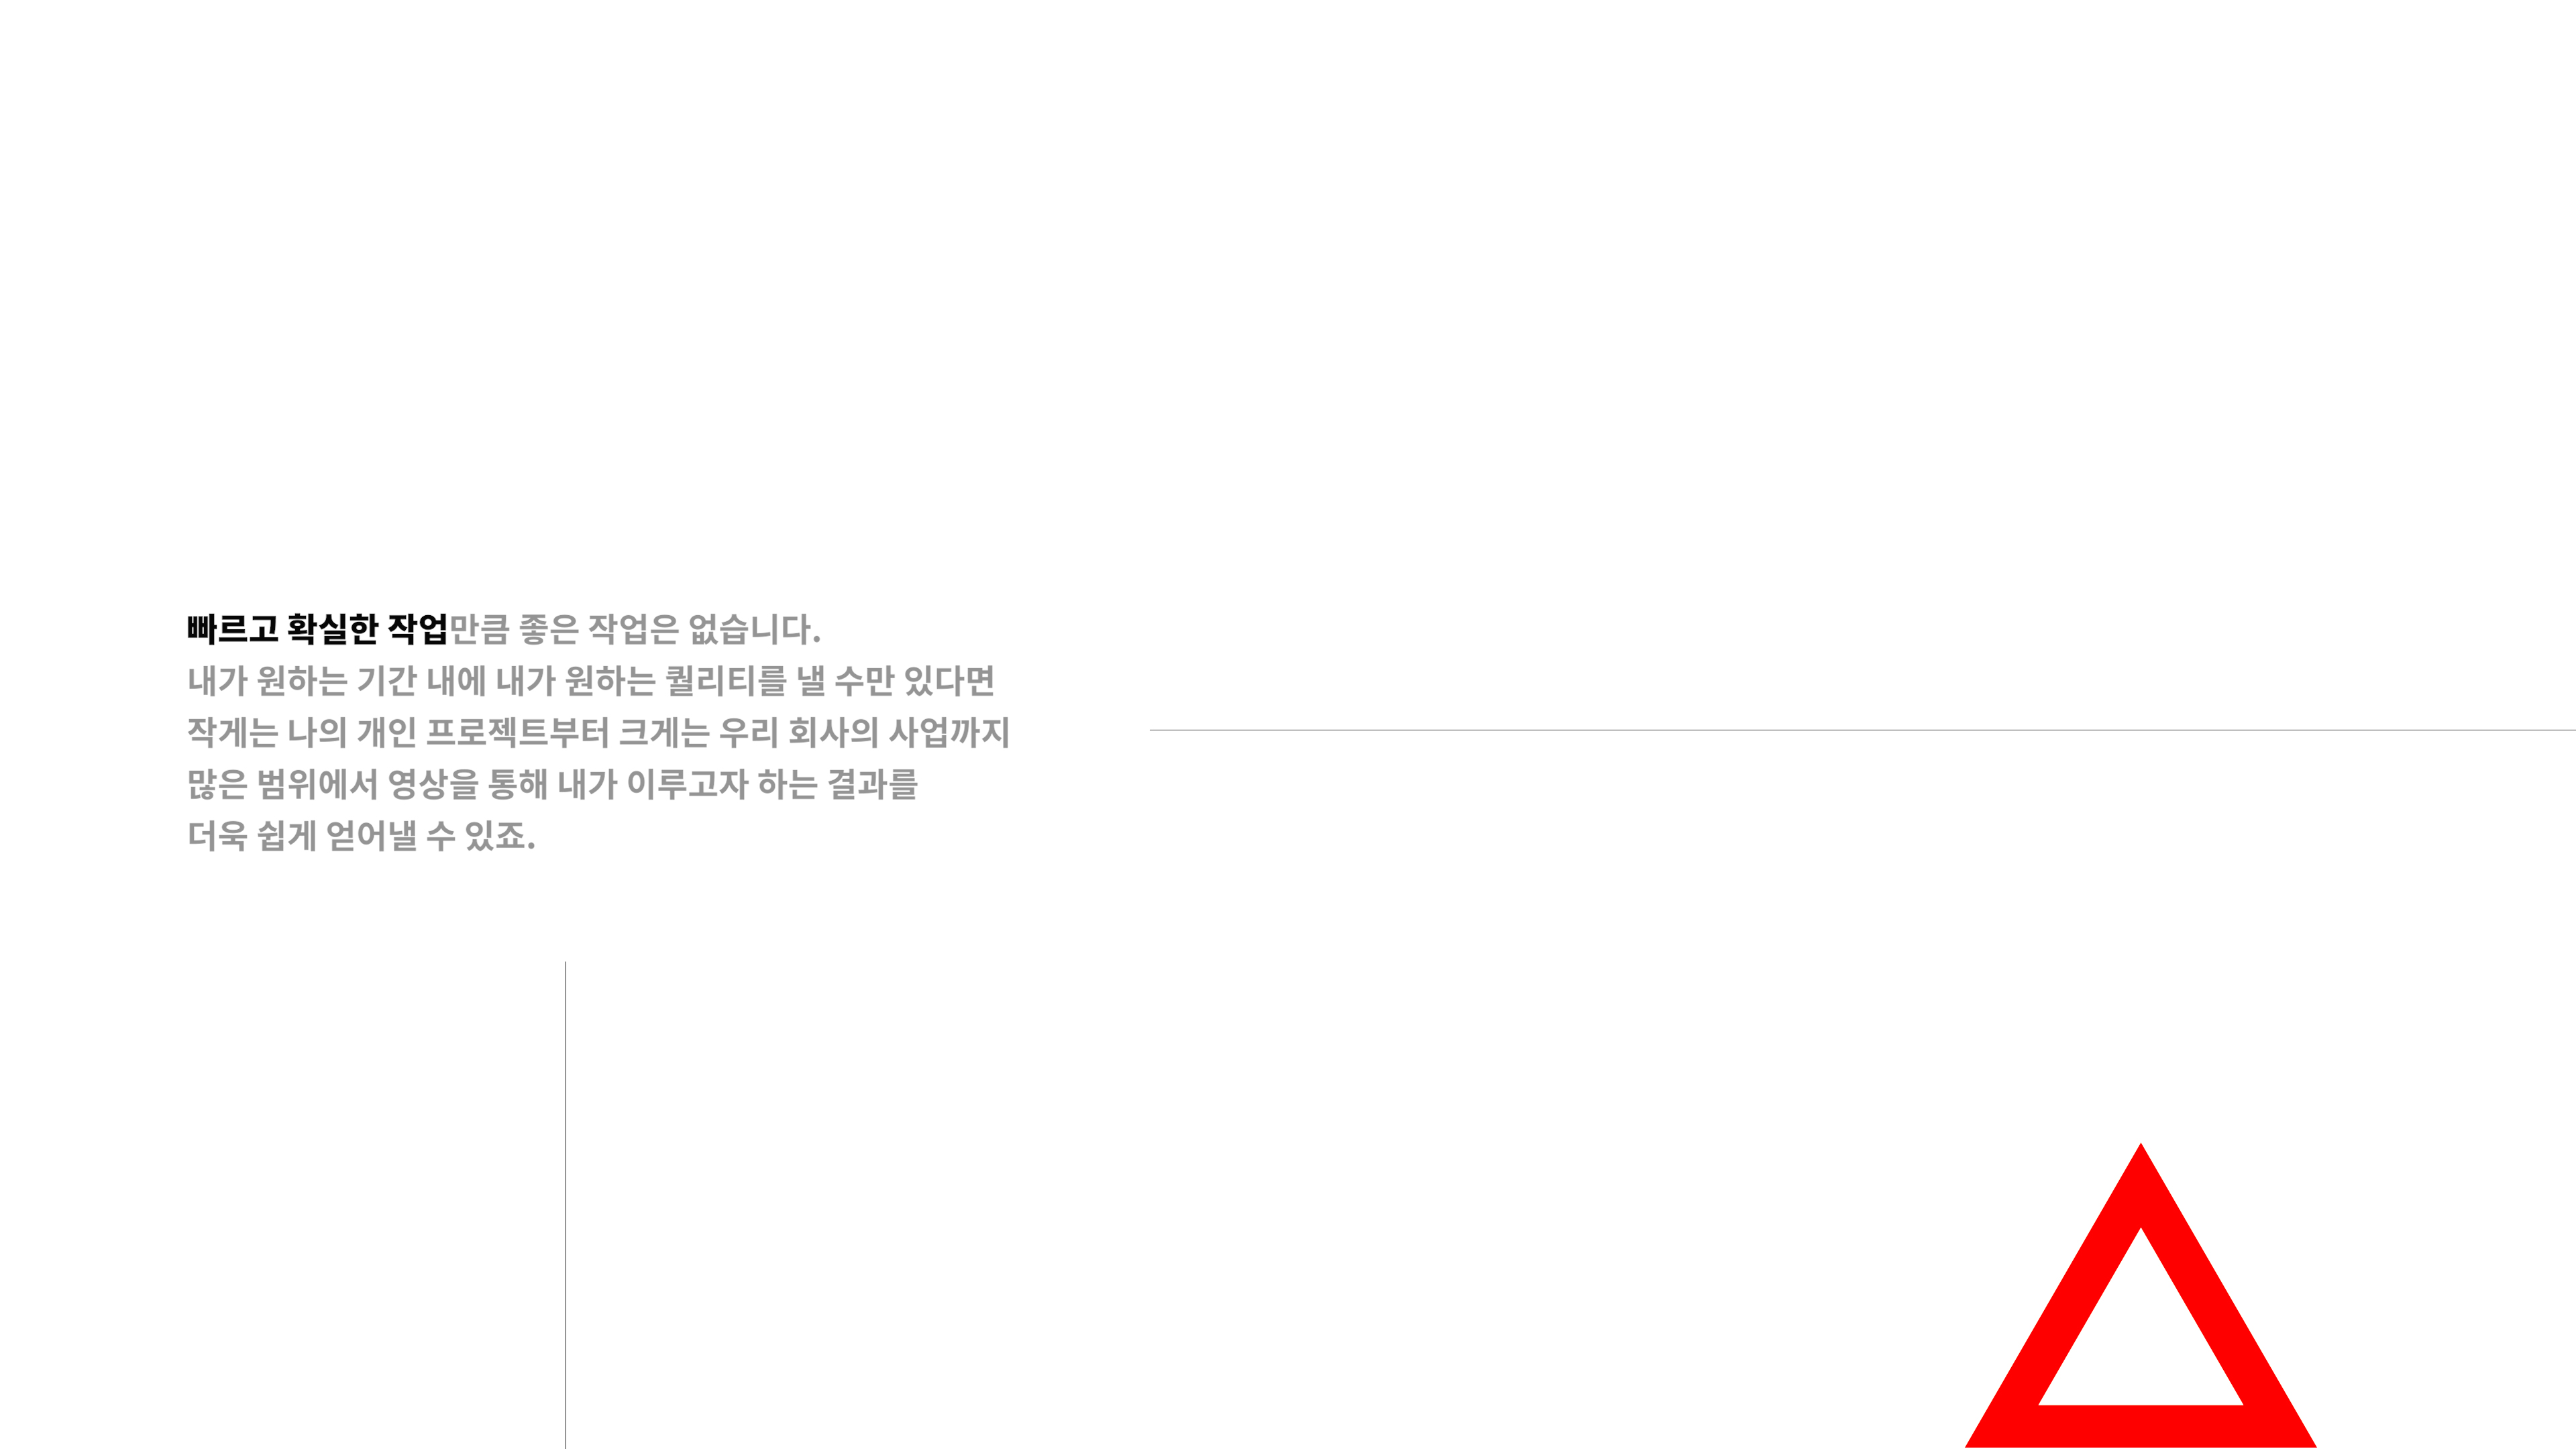 빠르고 확실한 작업만큼 좋은 작업은 없습니다.
내가 원하는 기간 내에 내가 원하는 퀄리티를 낼 수만 있다면
작게는 나의 개인 프로젝트부터 크게는 우리 회사의 사업까지
많은 범위에서 영상을 통해 내가 이루고자 하는 결과를
더욱 쉽게 얻어낼 수 있죠.